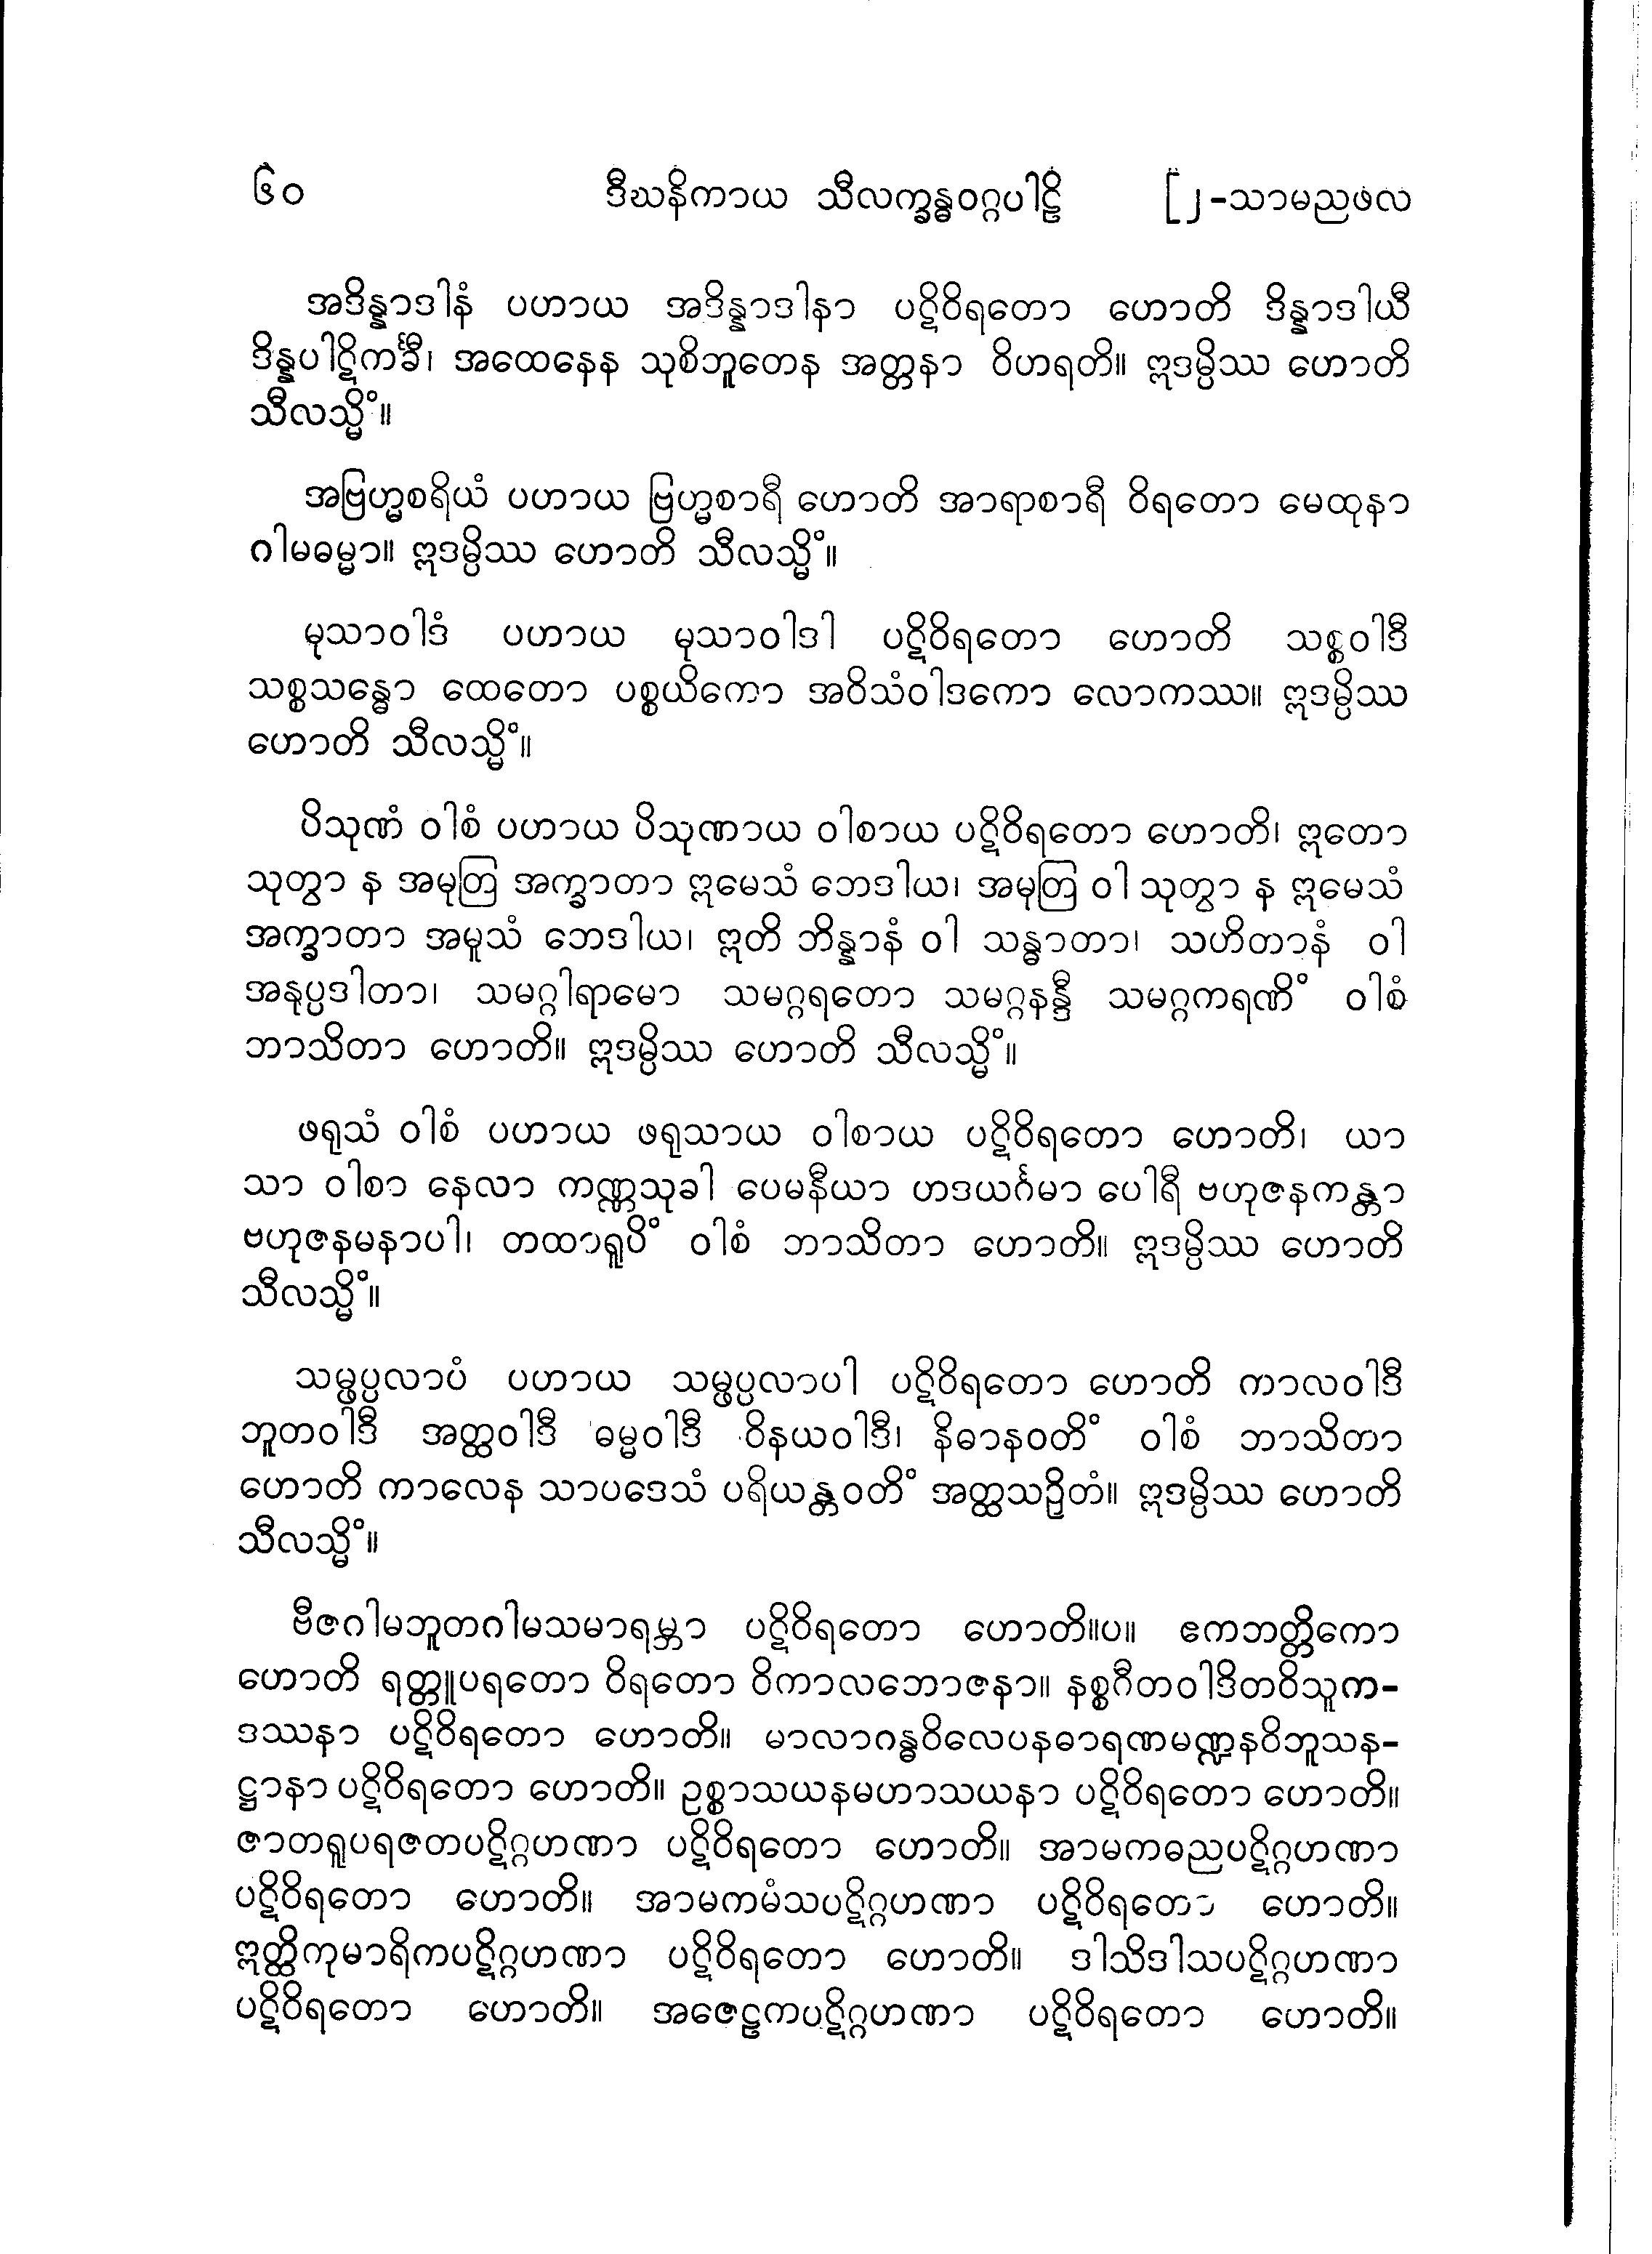 ၆၀ ဒီဃနိကာယ သီလက္ခန္ဓဝဂ္ဂပါဠိ [၂-သာမညဖလ
အဒိန္နာဒါနံ ပဟာယ အဒိန္နာဒါနာ ပဋိဝိရတော ဟောတိ ဒိန္နာဒါယီ
ဒိန္နပါဋိကင်္ခီ၊ အထေနေန သုစိဘူတေန အတ္တနာ ဝိဟရတိ။ ဣဒမ္ပိဿ ဟောတိ
သီလသ္မိံ။
အဗြဟ္မစရိယံ ပဟာယ ဗြဟ္မစာရီ ဟောတိ အာရာစာရီ ဝိရတော မေထုနာ
ဂါမဓမ္မာ။ ဣဒမ္ပိဿ ဟောတိ သီလသ္မိံ။
မုသာဝါဒံ ပဟာယ မုသာဝါဒါ ပဋိဝိရတော ဟောတိ သစ္စဝါဒီ
သစ္စသန္ဓော ထေတော ပစ္စယိကော အဝိသံဝါဒကော လောကဿ။ ဣဒမ္ပိဿ
ဟောတိ သီလသ္မိံ။
ပိသုဏံ ဝါစံ ပဟာယ ပိသုဏာယ ဝါစာယ ပဋိဝိရတော ဟောတိ၊ ဣတော
သုတွာ န အမုတြ အက္ခာတာ ဣမေသံ ဘေဒါယ၊ အမုတြ ဝါ သုတွာ န ဣမေသံ
အက္ခာတာ အမူသံ ဘေဒါယ၊ ဣတိ ဘိန္နာနံ ဝါ သန္ဓာတာ၊ သဟိတာနံ ဝါ
အနုပ္ပဒါတာ၊ သမဂ္ဂါရာမော သမဂ္ဂရတော သမဂ္ဂနန္ဒီ သမဂ္ဂကရဏိံ ဝါစံ
ဘာသိတာ ဟောတိ။ ဣဒမ္ပိဿ ဟောတိ သီလသ္မိံ။
ဖရုသံ ဝါစံ ပဟာယ ဖရုသာယ ဝါစာယ ပဋိဝိရတော ဟောတိ၊ ယာ
သာ ဝါစာ နေလာ ကဏ္ဏသုခါ ပေမနီယာ ဟဒယင်္ဂမာ ပေါရီ ဗဟုဇနကန္တာ
ဗဟုဇနမနာပါ၊ တထာရူပိံ ဝါစံ ဘာသိတာ ဟောတိ။ ဣဒမ္ပိဿ ဟောတိ
သီလသ္မိံ။
သမ္ဖပ္ပလာပံ ပဟာယ သမ္ဖပ္ပလာပါ ပဋိဝိရတော ဟောတိ ကာလဝါဒီ
ဘူတဝါဒီ အတ္ထဝါဒီ ဓမ္မဝါဒီ ဝိနယဝါဒီ၊ နိဓာနဝတိံ ဝါစံ ဘာသိတာ
ဟောတိ ကာလေန သာပဒေသံ ပရိယန္တဝတိံ အတ္ထသဉှိတံ။ ဣဒမ္ပိဿ ဟောတိ
သီလသ္မိံ။
ဗီဇဂါမဘူတဂါမသမာရမ္ဘာ ပဋိဝိရတော ဟောတိ။ပ။ ဧကဘတ္တိကော
ဟောတိ ရတ္တူပရတော ဝိရတော ဝိကာလဘောဇနာ။ နစ္စဂီတဝါဒိတဝိသူက-
ဒဿနာ ပဋိဝိရတော ဟောတိ။ မာလာဂန္ဓဝိလေပနဓာရဏမဏ္ဍနဝိဘူသန-
ဋ္ဌာနာ ပဋိဝိရတော ဟောတိ။ ဥစ္စာသယနမဟာသယနာ ပဋိဝိရတော ဟောတိ။
ဇာတရူပရဇတပဋိဂ္ဂဟဏာ ပဋိဝိရတော ဟောတိ။ အာမကဓညပဋိဂ္ဂဟဏာ
ပဋိဝိရတော ဟောတိ။ အာမကမံသပဋိဂ္ဂဟဏာ ပဋိဝိရတော ဟောတိ။
ဣတ္ထိကုမာရိကပဋိဂ္ဂဟဏာ ပဋိဝိရတော ဟောတိ။ ဒါသိဒါသပဋိဂ္ဂဟဏာ
ပဋိဝိရတော ဟောတိ။ အဇေဠကပဋိဂ္ဂဟဏာ ပဋိဝိရတော ဟောတိ။